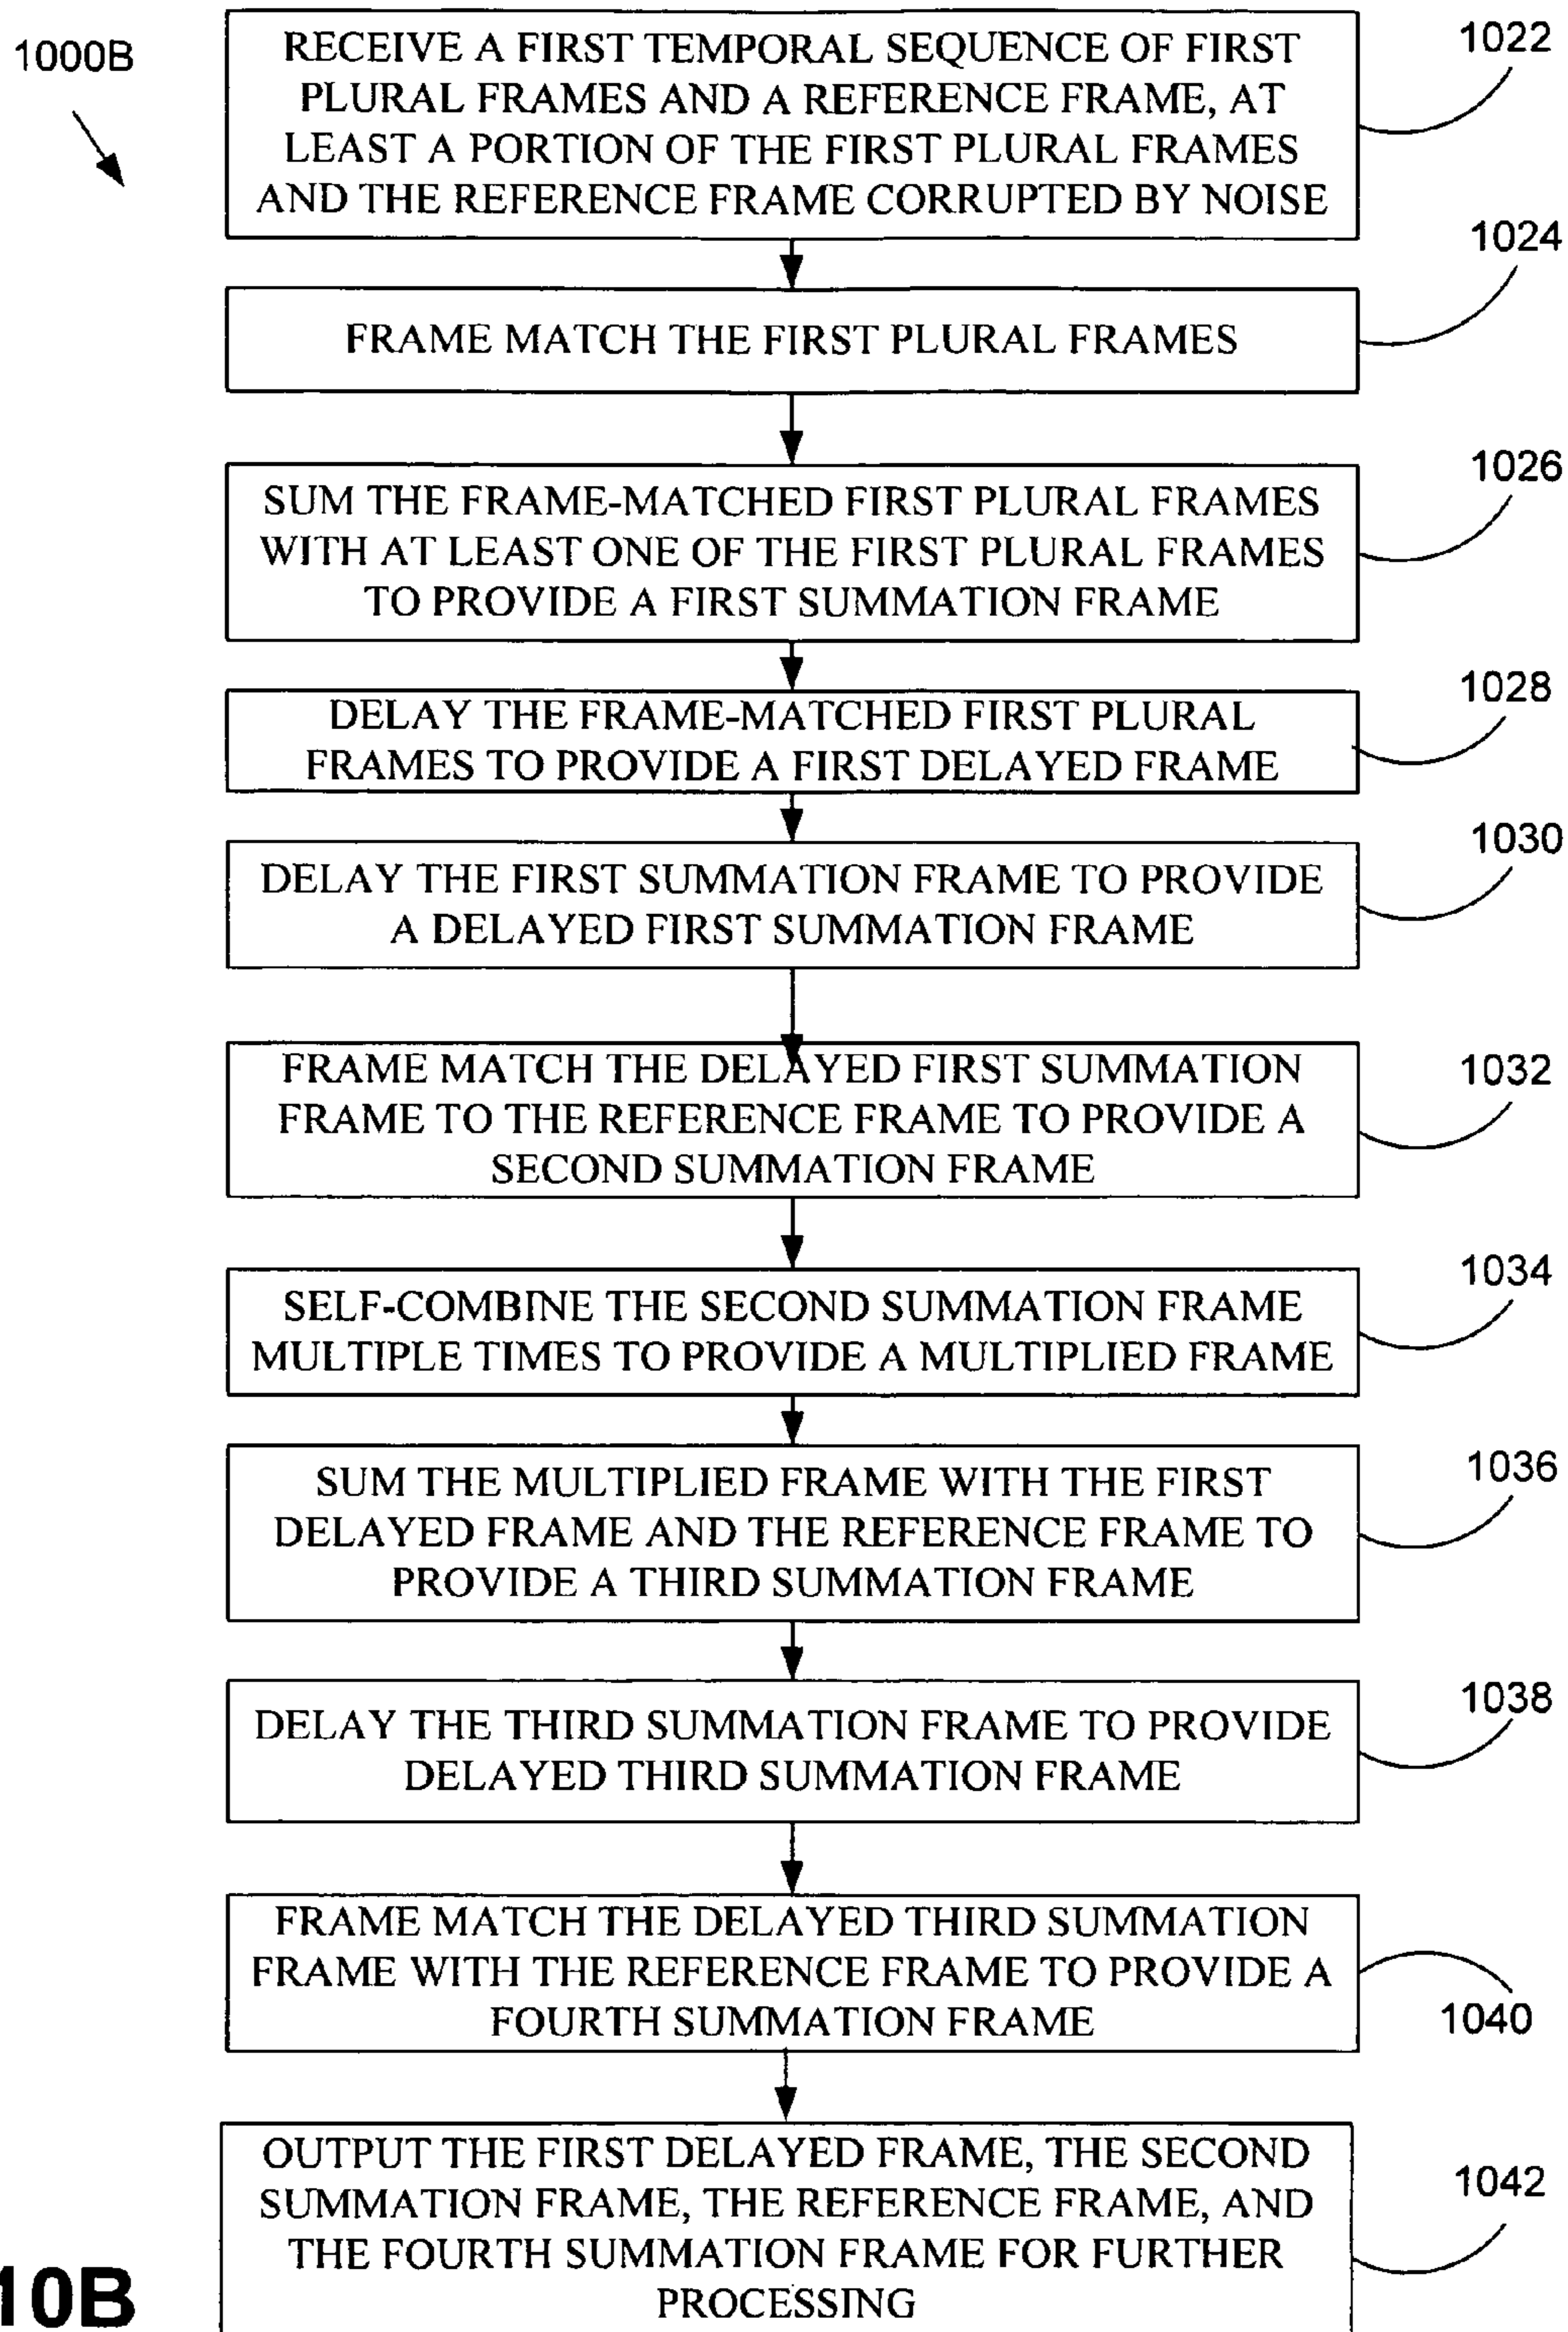 1000B
RECEIVE A FIRST TEMPORAL SEQUENCE OF FIRST
PLURAL FRAMES AND A REFERENCE FRAME, AT
LEAST A PORTION OF THE FIRST PLURAL FRAMES
AND THE REFERENCE FRAME CORRUPTED BY NOISE
1022
FRAME MATCH THE FIRST PLURAL FRAMES
1024
SUM THE FRAME-MATCHED FIRST PLURAL FRAMES
WITH AT LEAST ONE OF THE FIRST PLURAL FRAMES
TO PROVIDE A FIRST SUMMATION FRAME
1026
DELAY THE FRAME-MATCHED FIRST PLURAL
FRAMES TO PROVIDE A FIRST DELAYED FRAME
1028
DELAY THE FIRST SUMMATION FRAME TO PROVIDE
A DELAYED FIRST SUMMATION FRAME
1030
FRAME MATCH THE DELAYED FIRST SUMMATION
FRAME TO THE REFERENCE FRAME TO PROVIDE A
SECOND SUMMATION FRAME
1032
SELF-COMBINE THE SECOND SUMMATION FRAME
MULTIPLE TIMES TO PROVIDE A MULTIPLIED FRAME
1034
SUM THE MULTIPLIED FRAME WITH THE FIRST
DELAYED FRAME AND THE REFERENCE FRAME TO
PROVIDE A THIRD SUMMATION FRAME
1036
DELAY THE THIRD SUMMATION FRAME TO PROVIDE
DELAYED THIRD SUMMATION FRAME
1038
FRAME MATCH THE DELAYED THIRD SUMMATION
FRAME WITH THE REFERENCE FRAME TO PROVIDE A
FOURTH SUMMATION FRAME
1040
OUTPUT THE FIRST DELAYED FRAME, THE SECOND
SUMMATION FRAME, THE REFERENCE FRAME, AND
THE FOURTH SUMMATION FRAME FOR FURTHER
PROCESSING
1042
10B